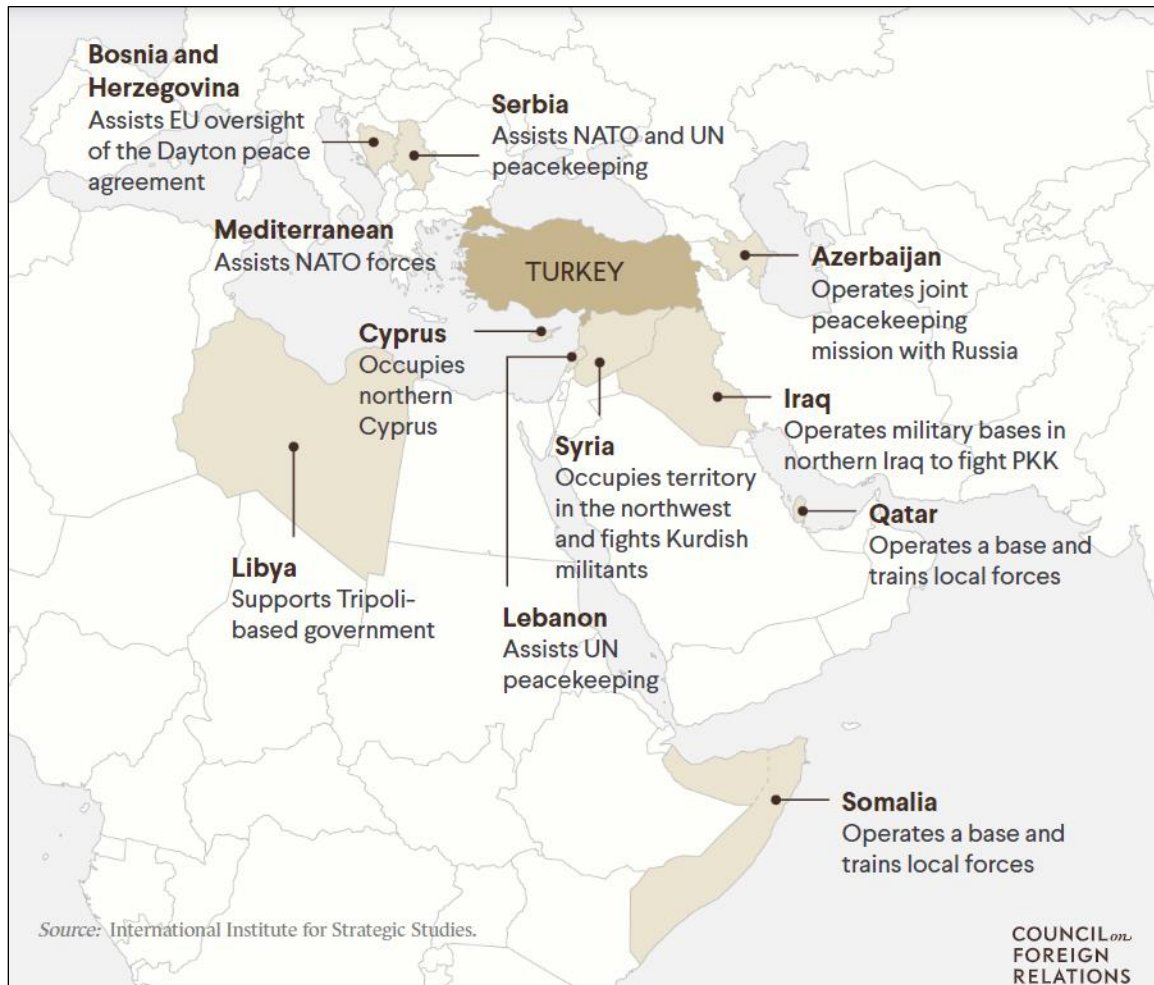 Bosnia and
Herzegovina
Assists EU oversight
of the Dayton peace
agreement
Serbia
Assists NATO and UN
peacekeeping
Mediterranean
Assists NATO forces
TURKEY
Azerbaijan
Operates joint
peacekeeping
mission with Russia
Cyprus
Occupies
northern
Cyprus
Iraq
Operates military bases in
northern Iraq to fight PKK
Syria
Occupies territory
in the northwest
and fights Kurdish
militants
Qatar
Operates a base and
trains local forces
Libya
Supports Tripoli-
based government
Lebanon
Assists UN
peacekeeping
Somalia
Operates a base and
trains local forces
Source: International Institute for Strategic Studies.
COUNCIL on
FOREIGN
RELATIONS